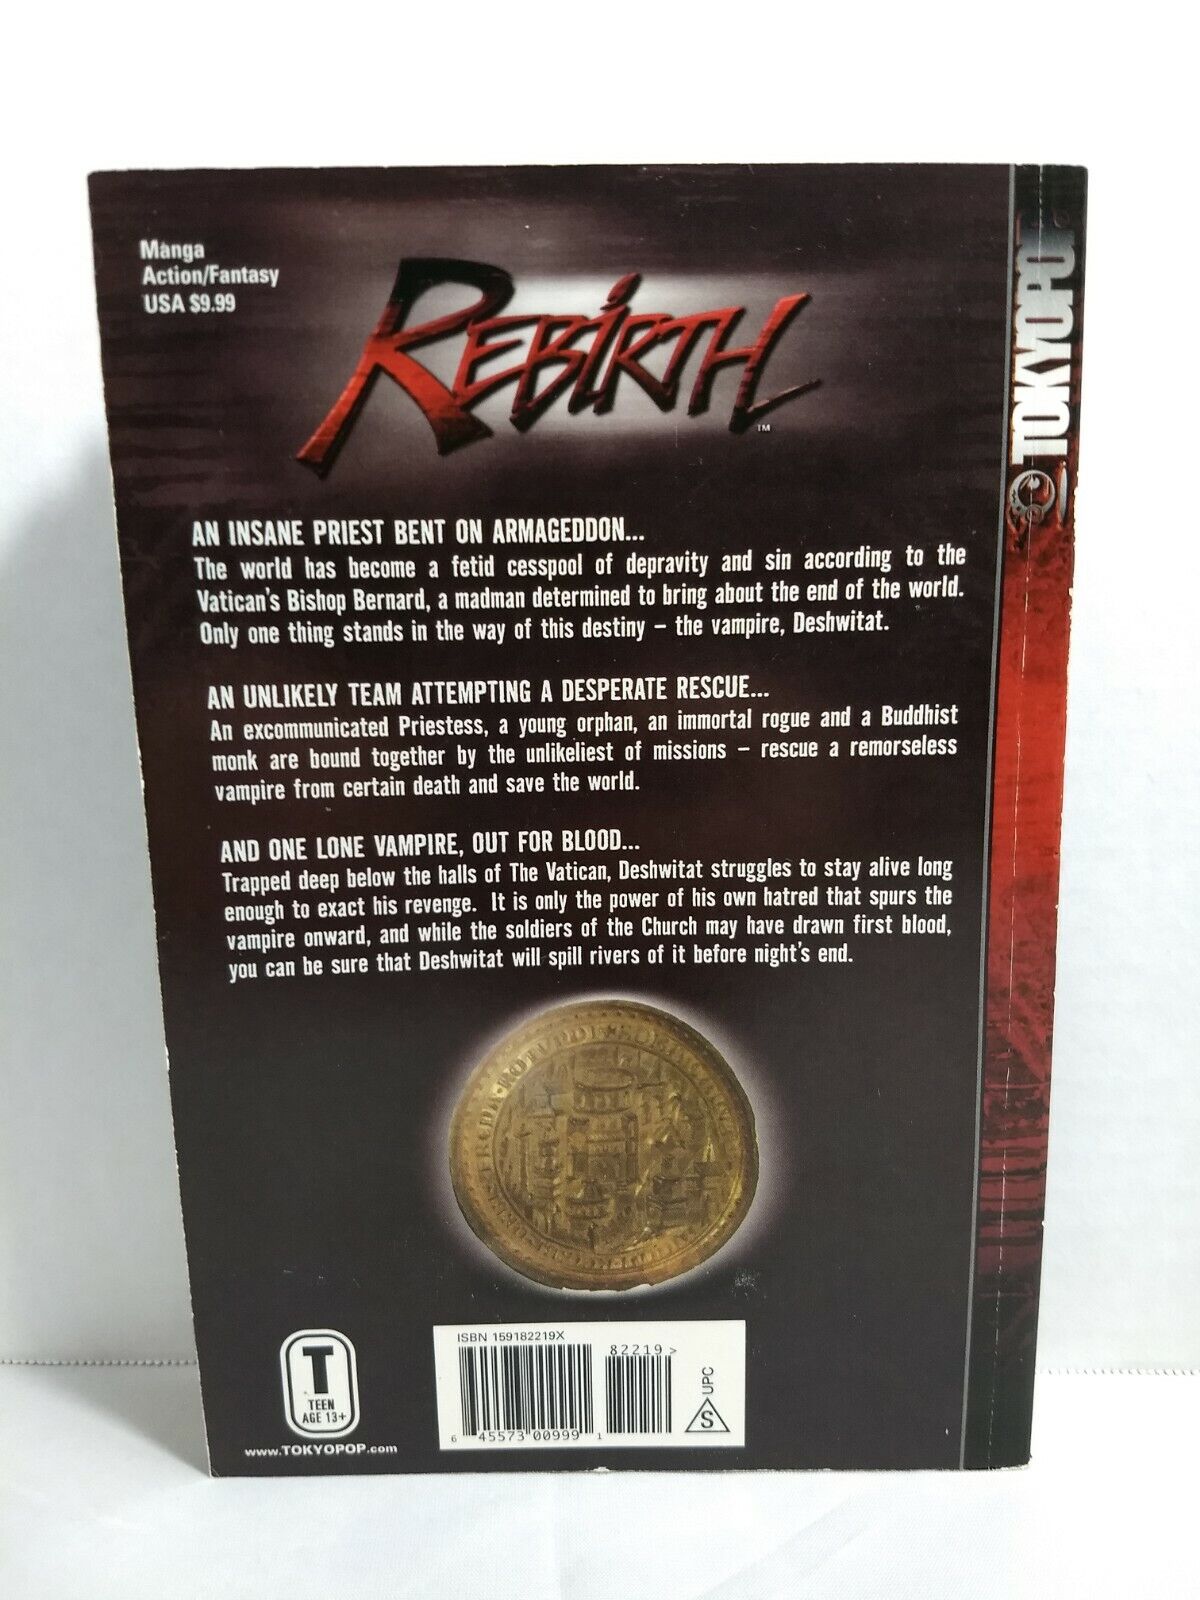 Manga
Action/Fantasy
USA $9.99
REBIRTH
™
TOKYOPOP
AN INSANE PRIEST BENT ON ARMAGEDDON...
The world has become a fetid cesspool of depravity and sin according to the
Vatican's Bishop Bernard, a madman determined to bring about the end of the world.
Only one thing stands in the way of this destiny – the vampire, Deshwitat.
AN UNLIKELY TEAM ATTEMPTING A DESPERATE RESCUE...
An excommunicated Priestess, a young orphan, an immortal rogue and a Buddhist
monk are bound together by the unlikeliest of missions – rescue a remorseless
vampire from certain death and save the world.
AND ONE LONE VAMPIRE, OUT FOR BLOOD...
Trapped deep below the halls of The Vatican, Deshwitat struggles to stay alive long
enough to exact his revenge. It is only the power of his own hatred that spurs the
vampire onward, and while the soldiers of the Church may have drawn first blood,
you can be sure that Deshwitat will spill rivers of it before night's end.
T
TEEN
AGE 13+
www.TOKYOPOP.com
ISBN 159182219X
82219>
6 45573 00999 1
S UPC